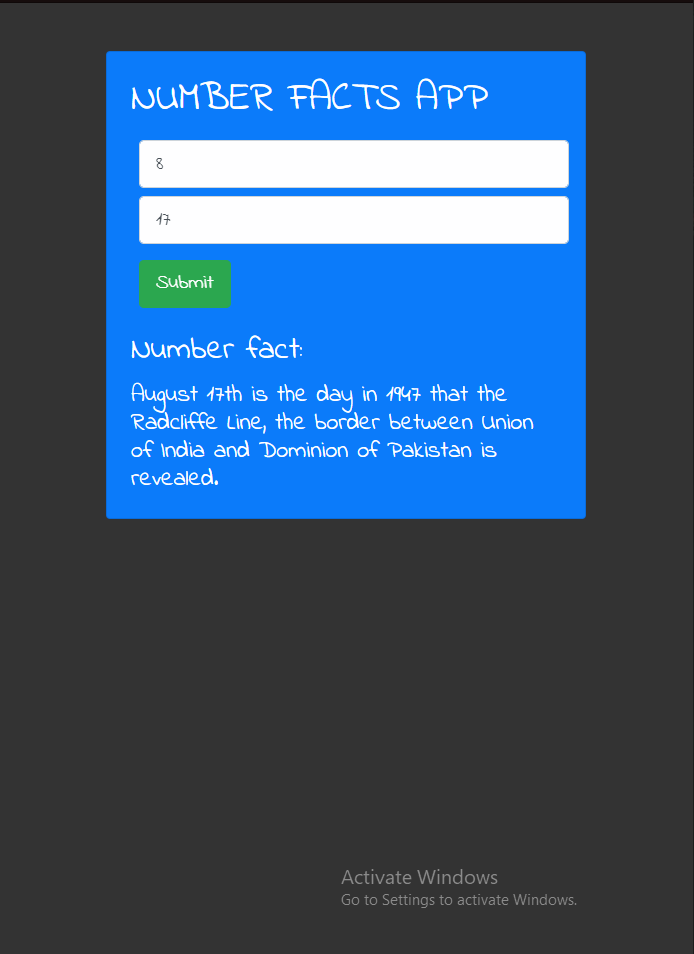 NUMBER FACTS APP
8
17
Submit
Number fact:
August 17th is the day in 1947 that the
Radcliffe Line, the border between Union
of India and Dominion of Pakistan is
revealed.
Activate Windows
Go to Settings to activate Windows.